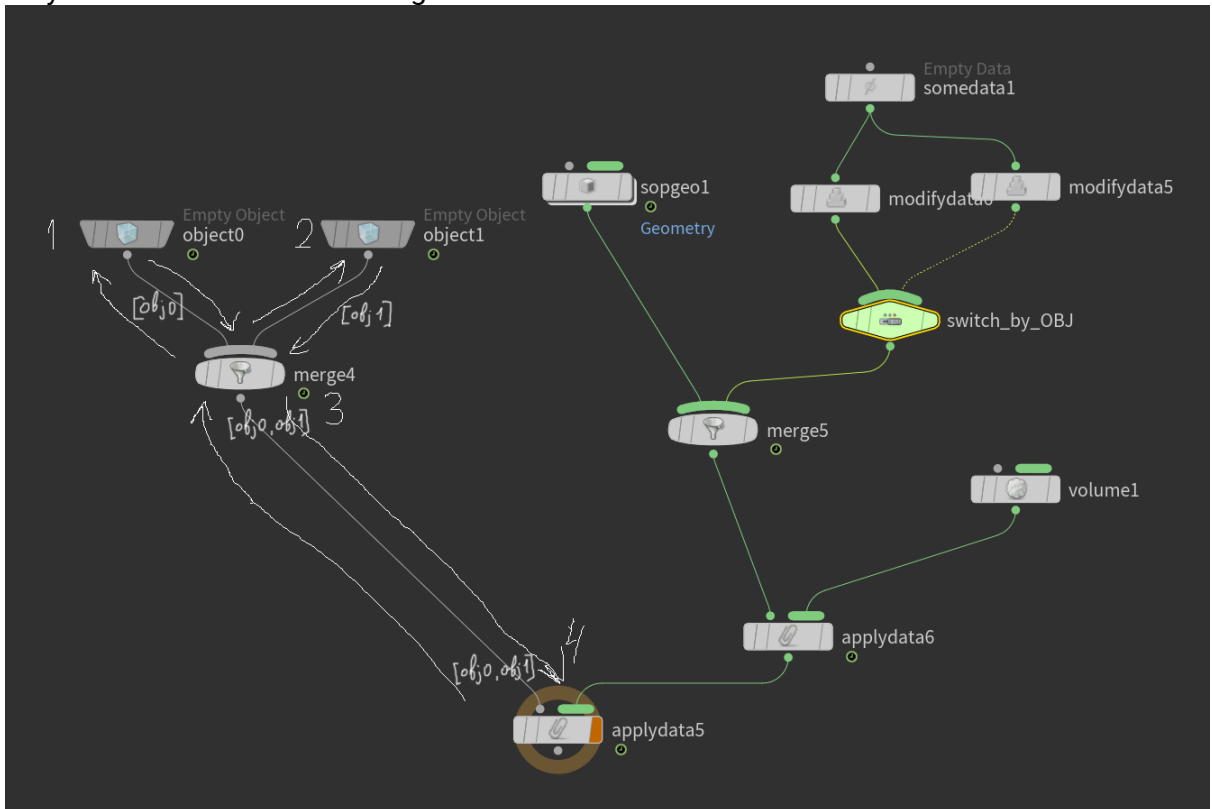 Empty Data
somedata1
sopgeo1
Geometry
modifydata6
modifydata5
1
Empty Object
object0
2
Empty Object
object1
[obj0]
[obj1]
switch_by_OBJ
merge4
3
[obj0, obj1]
merge5
volume1
applydata6
4
[obj0, obj1]
applydata5